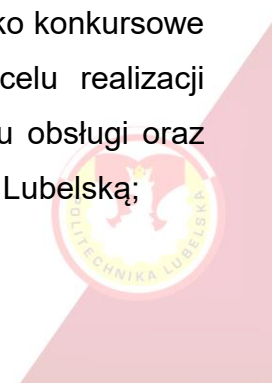 ko konkursowe
celu realizacji
u obsługi oraz
Lubelską;
POLITECHNIKA LUBELSKA